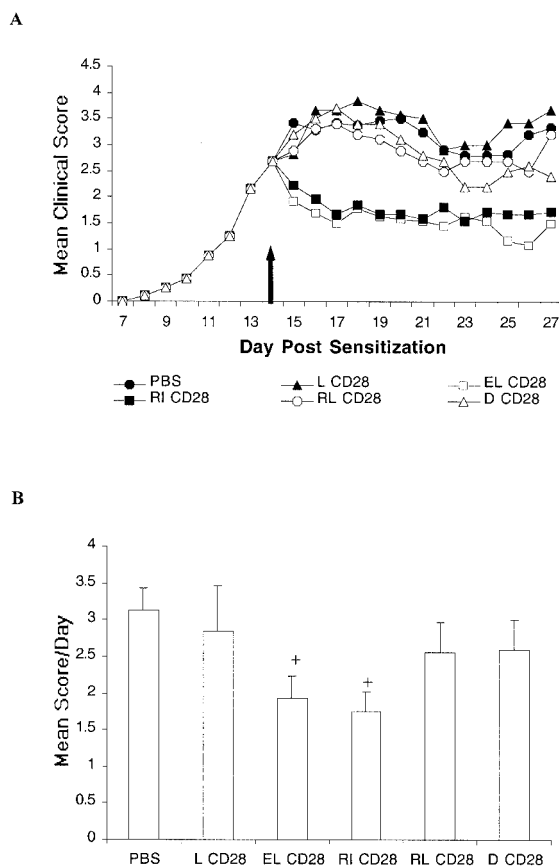 A
Mean Clinical Score
4.5
4
3.5
3
2.5
2
1.5
1
0.5
0
7 9 11 13 15 17 19 21 23 25 27
Day Post Sensitization
PBS L CD28 EL CD28
RI CD28 RL CD28 D CD28
B
Mean Score/Day
4
3.5
3
2.5
2
1.5
1
0.5
0
+ +
PBS L CD28 EL CD28 RI CD28 RL CD28 D CD28